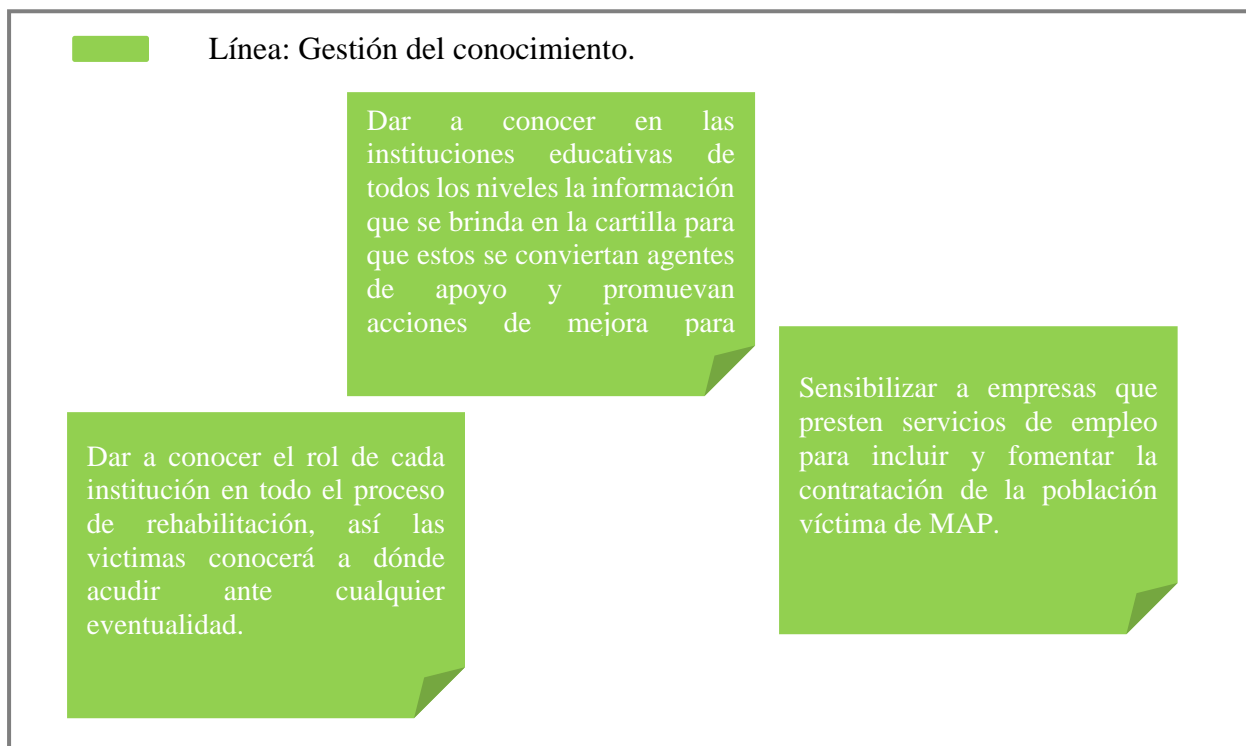 Línea: Gestión del conocimiento.
Dar a conocer en las
instituciones educativas de
todos los niveles la información
que se brinda en la cartilla para
que estos se conviertan agentes
de apoyo y promuevan
acciones de mejora para
Sensibilizar a empresas que
presten servicios de empleo
para incluir y fomentar la
contratación de la población
víctima de MAP.
Dar a conocer el rol de cada
institución en todo el proceso
de rehabilitación, así las
victimas conocerá a dónde
acudir ante cualquier
eventualidad.